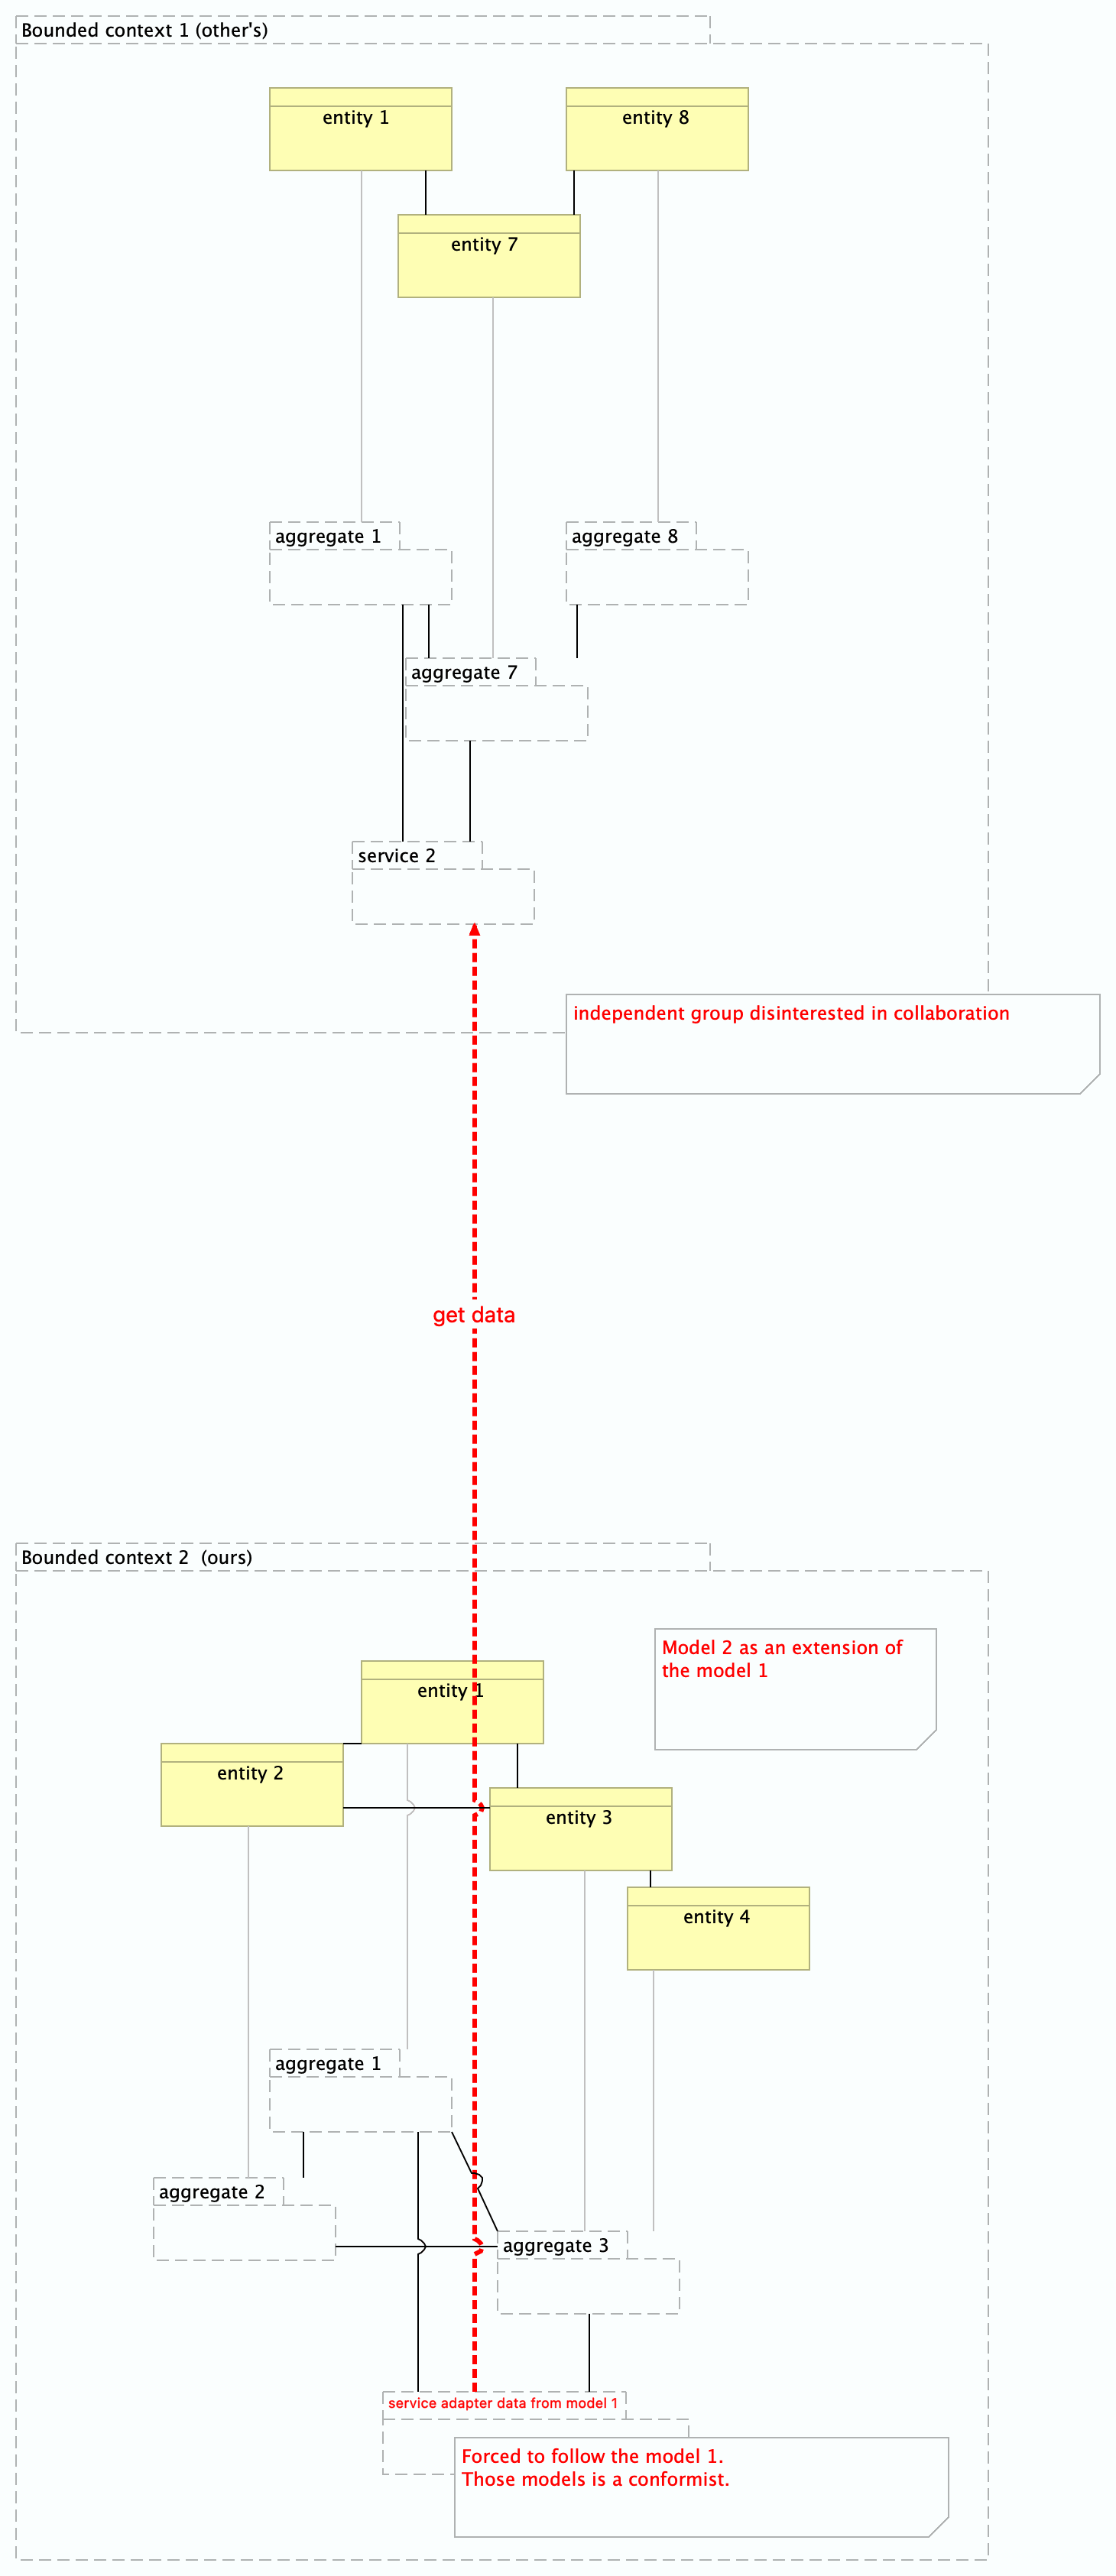 Bounded context 1 (other's)
entity 1
entity 8
entity 7
aggregate 1
aggregate 8
aggregate 7
service 2
independent group disinterested in collaboration
get data
Bounded context 2  (ours)
Model 2 as an extension of
the model 1
entity 1
entity 2
entity 3
entity 4
aggregate 1
aggregate 2
aggregate 3
service adapter data from model 1
Forced to follow the model 1.
Those models is a conformist.